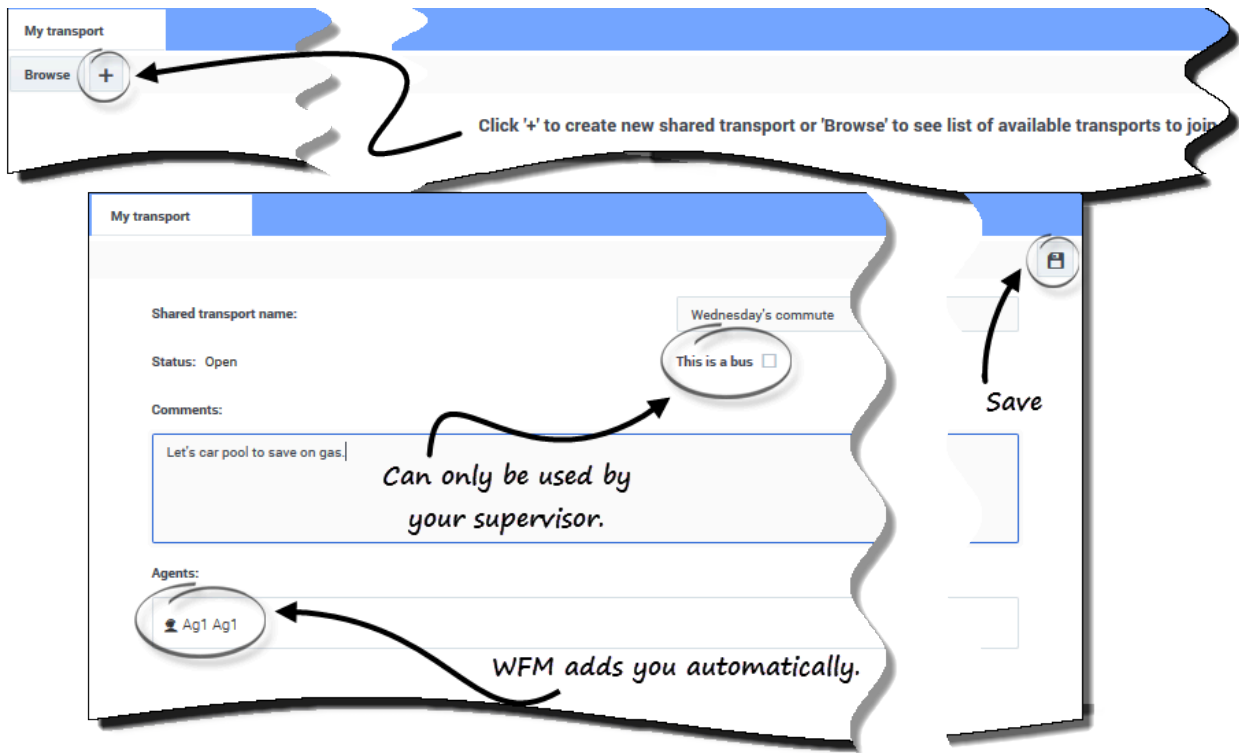 My transport
Browse +
Click '+' to create new shared transport or 'Browse' to see list of available transports to join
My transport
Shared transport name: Wednesday's commute
Status: Open This is a bus
Save
Comments:
Let's car pool to save on gas.
Can only be used by
your supervisor.
Agents:
Ag1 Ag1
WFM adds you automatically.